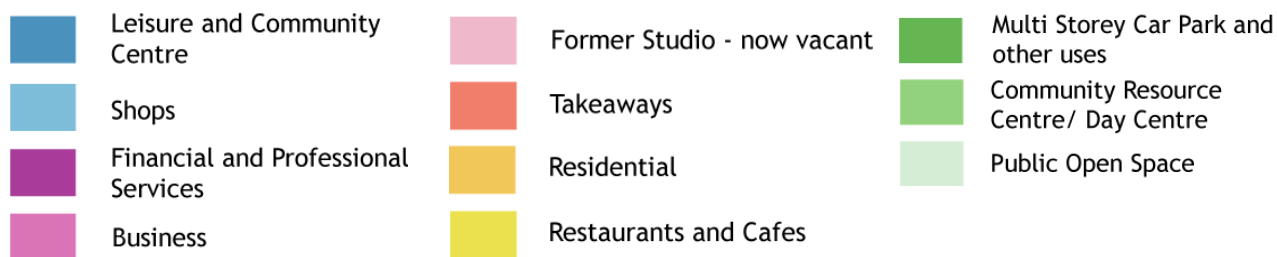 Leisure and Community
Centre
Shops
Financial and Professional
Services
Business
Former Studio - now vacant
Takeaways
Residential
Restaurants and Cafes
Multi Storey Car Park and
other uses
Community Resource
Centre/ Day Centre
Public Open Space